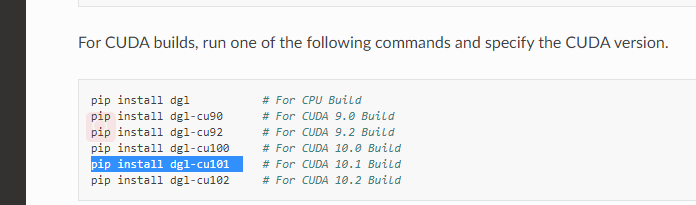 For CUDA builds, run one of the following commands and specify the CUDA version.
pip install dgl # For CPU Build
pip install dgl-cu90 # For CUDA 9.0 Build
pip install dgl-cu92 # For CUDA 9.2 Build
pip install dgl-cu100 # For CUDA 10.0 Build
pip install dgl-cu101 # For CUDA 10.1 Build
pip install dgl-cu102 # For CUDA 10.2 Build